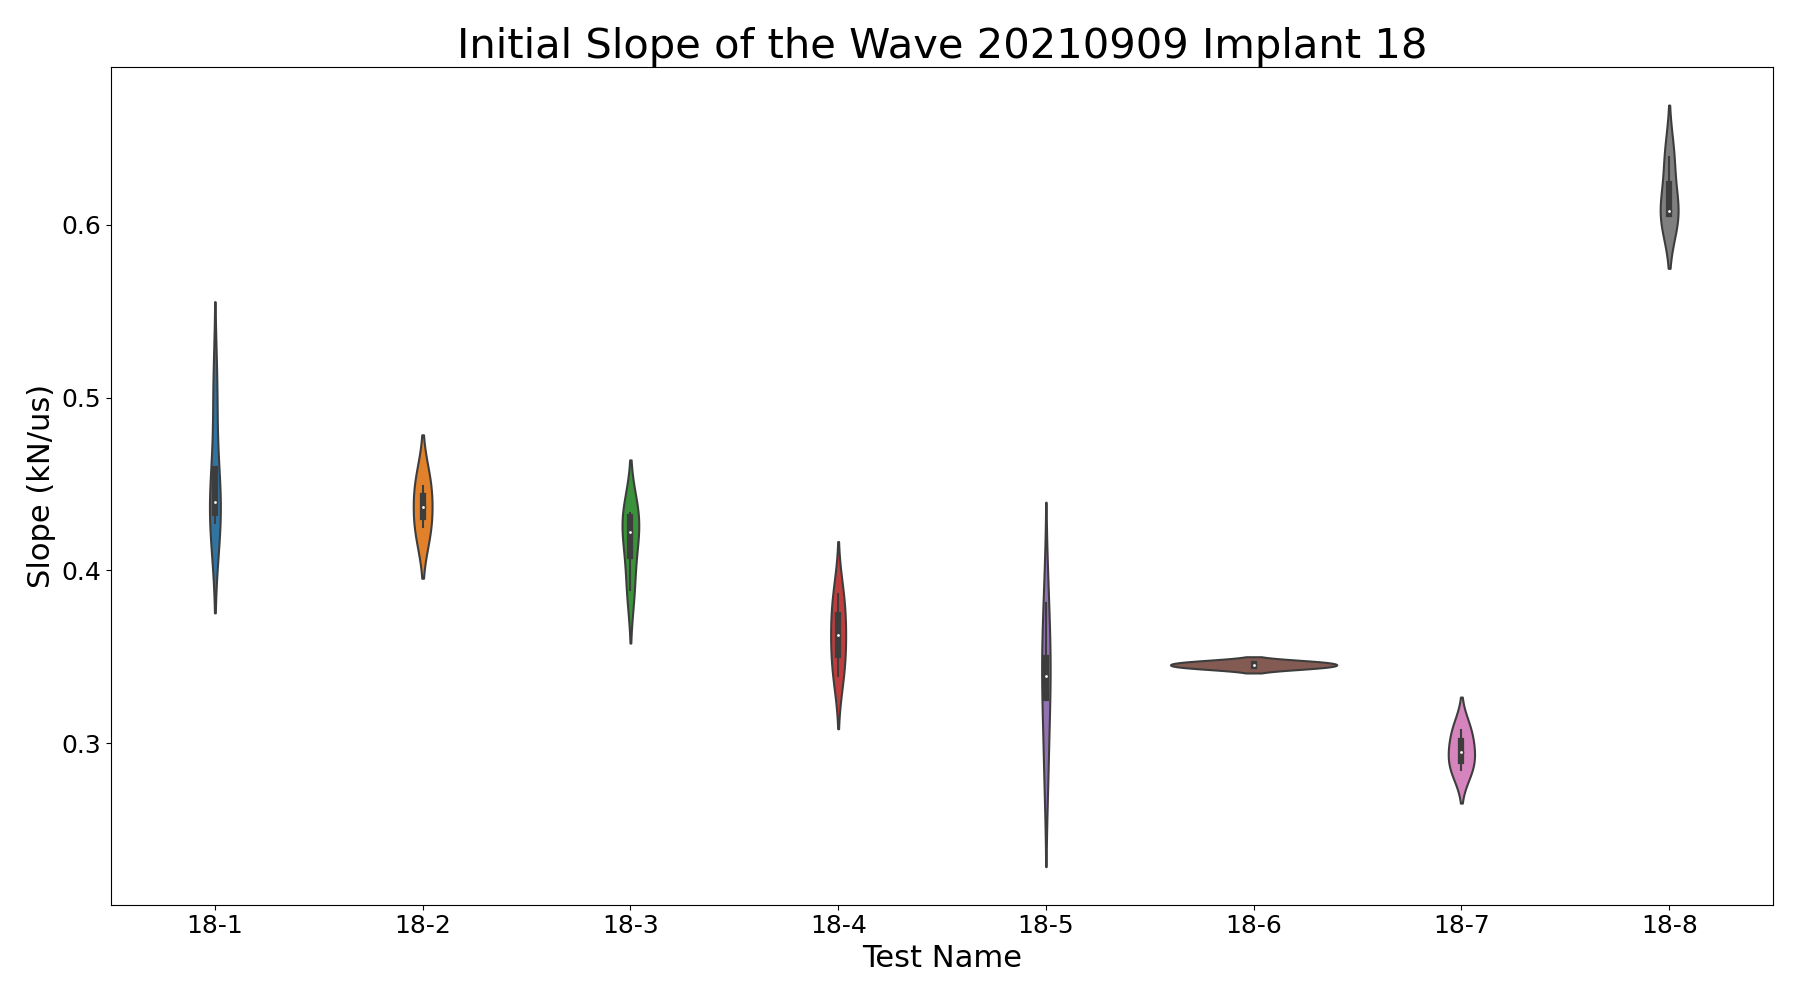 Initial Slope of the Wave 20210909 Implant 18
Slope (kN/us)
0.6
0.5
0.4
0.3
18-1 18-2 18-3 18-4 18-5 18-6 18-7 18-8
Test Name